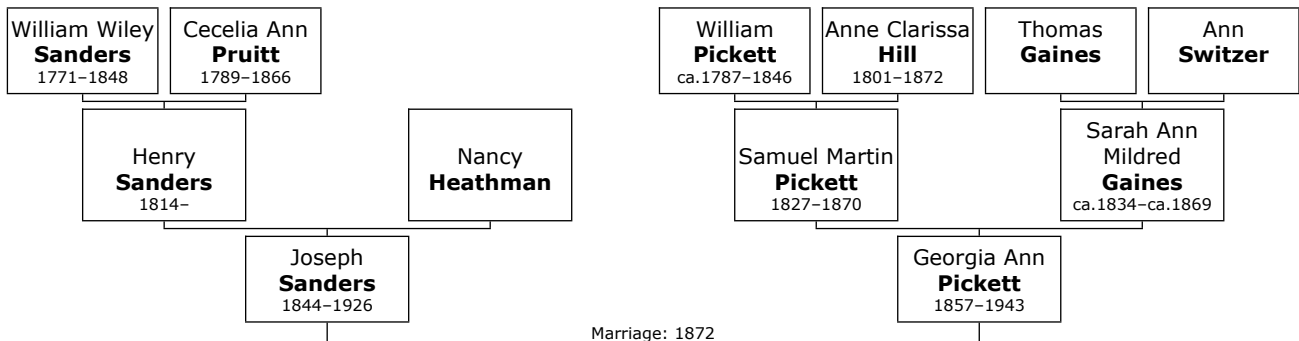 William Wiley
Sanders
1771–1848
Cecelia Ann
Pruitt
1789–1866
William
Pickett
ca.1787–1846
Anne Clarissa
Hill
1801–1872
Thomas
Gaines
Ann
Switzer
Henry
Sanders
1814–
Nancy
Heathman
Samuel Martin
Pickett
1827–1870
Sarah Ann
Mildred
Gaines
ca.1834–ca.1869
Joseph
Sanders
1844–1926
Georgia Ann
Pickett
1857–1943
Marriage: 1872